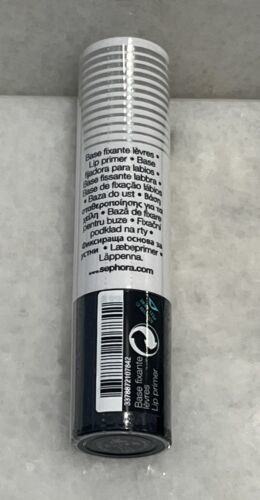 Base fixante lèvres •
Lip primer • Base
fijadora para labios •
Base fissante labbra •
Base de fixação lábios
• Baza do ust • Βάση
σταθεροποίησης για τα
χείλη • Bază de fixare
pentru buze • Fixační
podklad na rty •
Фиксираща основа за
устни • Læbeprimer •
Läppenna.
www.sephora.com
3378872107842
Base fixante
lèvres
Lip primer